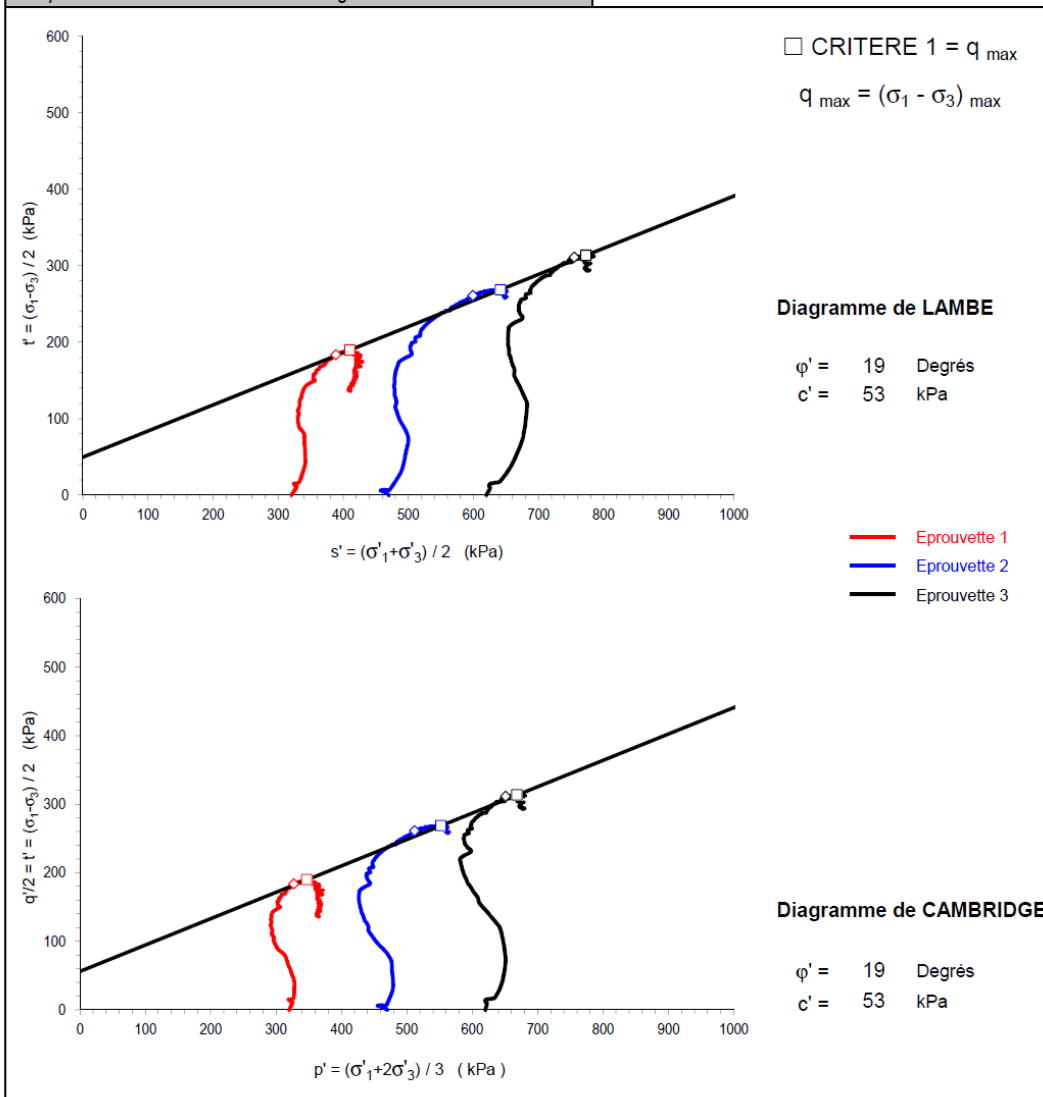 □ CRITERE 1 = q max
q max = (σ1 - σ3) max
600
500
400
300
200
100
0
t' = (σ1-σ3) / 2 (kPa)
0 100 200 300 400 500 600 700 800 900 1000
s' = (σ'1+σ'3) / 2 (kPa)
Diagramme de LAMBE
φ' = 19 Degrés
c' = 53 kPa
Eprouvette 1
Eprouvette 2
Eprouvette 3
600
500
400
300
200
100
0
q'/2 = t' = (σ1-σ3) / 2 (kPa)
0 100 200 300 400 500 600 700 800 900 1000
p' = (σ'1+2σ'3) / 3 ( kPa )
Diagramme de CAMBRIDGE
φ' = 19 Degrés
c' = 53 kPa